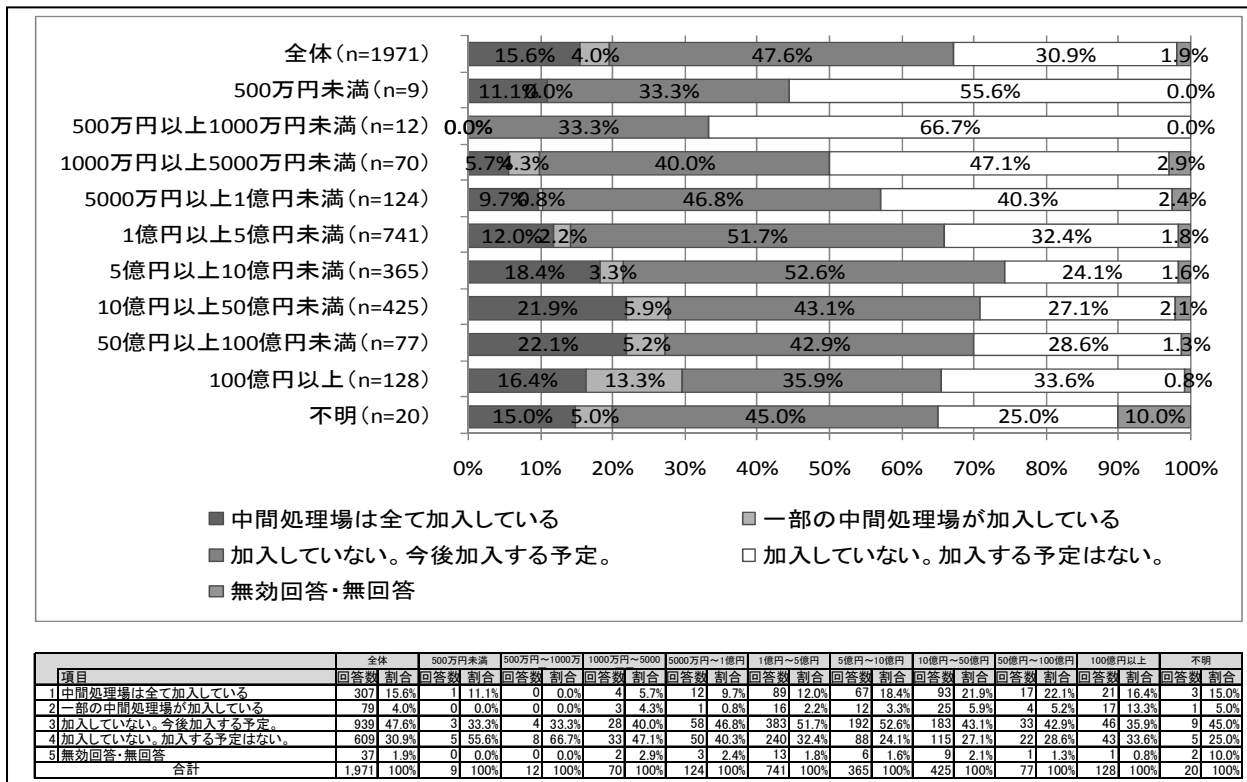 全体(n=1971) 15.6% 4.0% 47.6% 30.9% 1.9%
500万円未満(n=9) 11.1% 0.0% 33.3% 55.6% 0.0%
500万円以上1000万円未満(n=12) 0.0% 0.0% 33.3% 66.7% 0.0%
1000万円以上5000万円未満(n=70) 5.7% 4.3% 40.0% 47.1% 2.9%
5000万円以上1億円未満(n=124) 9.7% 0.8% 46.8% 40.3% 2.4%
1億円以上5億円未満(n=741) 12.0% 2.2% 51.7% 32.4% 1.8%
5億円以上10億円未満(n=365) 18.4% 3.3% 52.6% 24.1% 1.6%
10億円以上50億円未満(n=425) 21.9% 5.9% 43.1% 27.1% 2.1%
50億円以上100億円未満(n=77) 22.1% 5.2% 42.9% 28.6% 1.3%
100億円以上(n=128) 16.4% 13.3% 35.9% 33.6% 0.8%
不明(n=20) 15.0% 5.0% 45.0% 25.0% 10.0%
0% 10% 20% 30% 40% 50% 60% 70% 80% 90% 100%
中間処理場は全て加入している 一部の中間処理場が加入している
加入していない。今後加入する予定。 加入していない。加入する予定はない。
無効回答・無回答
全体 500万円未満 500万円~1000万 1000万円~5000 5000万円~1億円 1億円~5億円 5億円~10億円 10億円~50億円 50億円~100億円 100億円以上 不明
項目 回答数 割合 回答数 割合 回答数 割合 回答数 割合 回答数 割合 回答数 割合 回答数 割合 回答数 割合 回答数 割合 回答数 割合 回答数 割合
1 中間処理場は全て加入している 307 15.6% 1 11.1% 0 0.0% 4 5.7% 12 9.7% 89 12.0% 67 18.4% 93 21.9% 17 22.1% 21 16.4% 3 15.0%
2 一部の中間処理場が加入している 79 4.0% 0 0.0% 0 0.0% 3 4.3% 1 0.8% 16 2.2% 12 3.3% 25 5.9% 4 5.2% 17 13.3% 1 5.0%
3 加入していない。今後加入する予定。 939 47.6% 3 33.3% 4 33.3% 28 40.0% 58 46.8% 383 51.7% 192 52.6% 183 43.1% 33 42.9% 46 35.9% 9 45.0%
4 加入していない。加入する予定はない。 609 30.9% 5 55.6% 8 66.7% 33 47.1% 50 40.3% 240 32.4% 88 24.1% 115 27.1% 22 28.6% 43 33.6% 5 25.0%
5 無効回答・無回答 37 1.9% 0 0.0% 0 0.0% 2 2.9% 3 2.4% 13 1.8% 6 1.6% 9 2.1% 1 1.3% 1 0.8% 2 10.0%
合計 1,971 100% 9 100% 12 100% 70 100% 124 100% 741 100% 365 100% 425 100% 77 100% 128 100% 20 100%